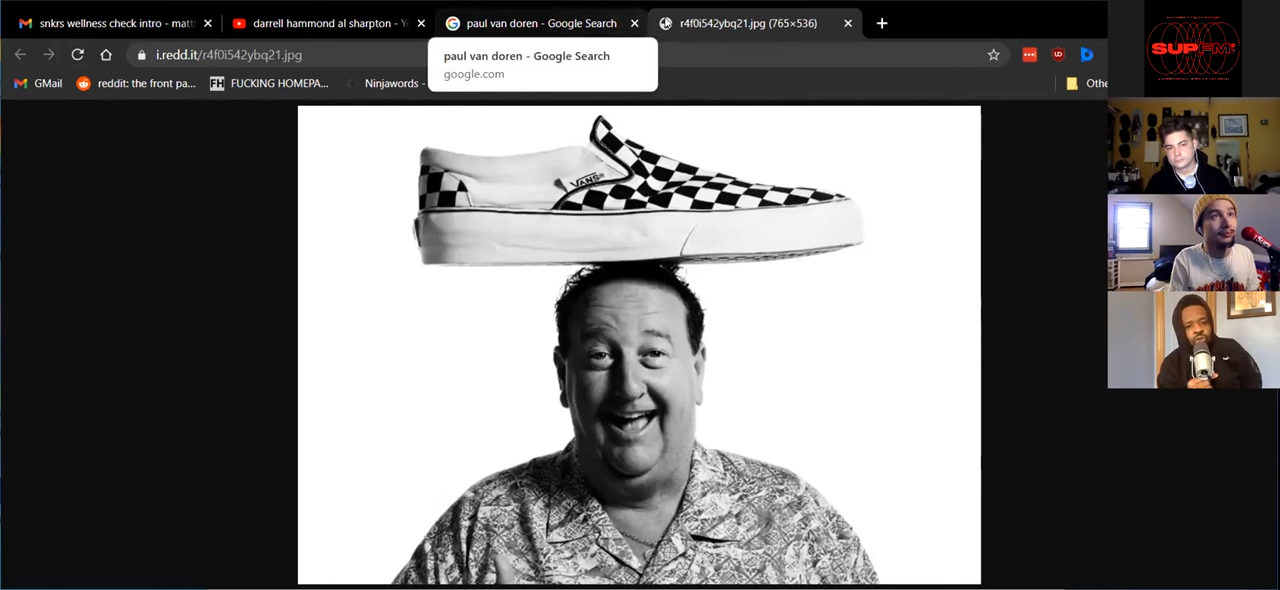 snkrs wellness check intro - matt
darrell hammond al sharpton - Yo
paul van doren - Google Search
r4f0i542ybq21.jpg (765×536)
i.redd.it/r4f0i542ybq21.jpg
paul van doren - Google Search
google.com
GMail
reddit: the front pa...
FUCKING HOMEPA...
Ninjawords -
Othe
SUPFM
VANS